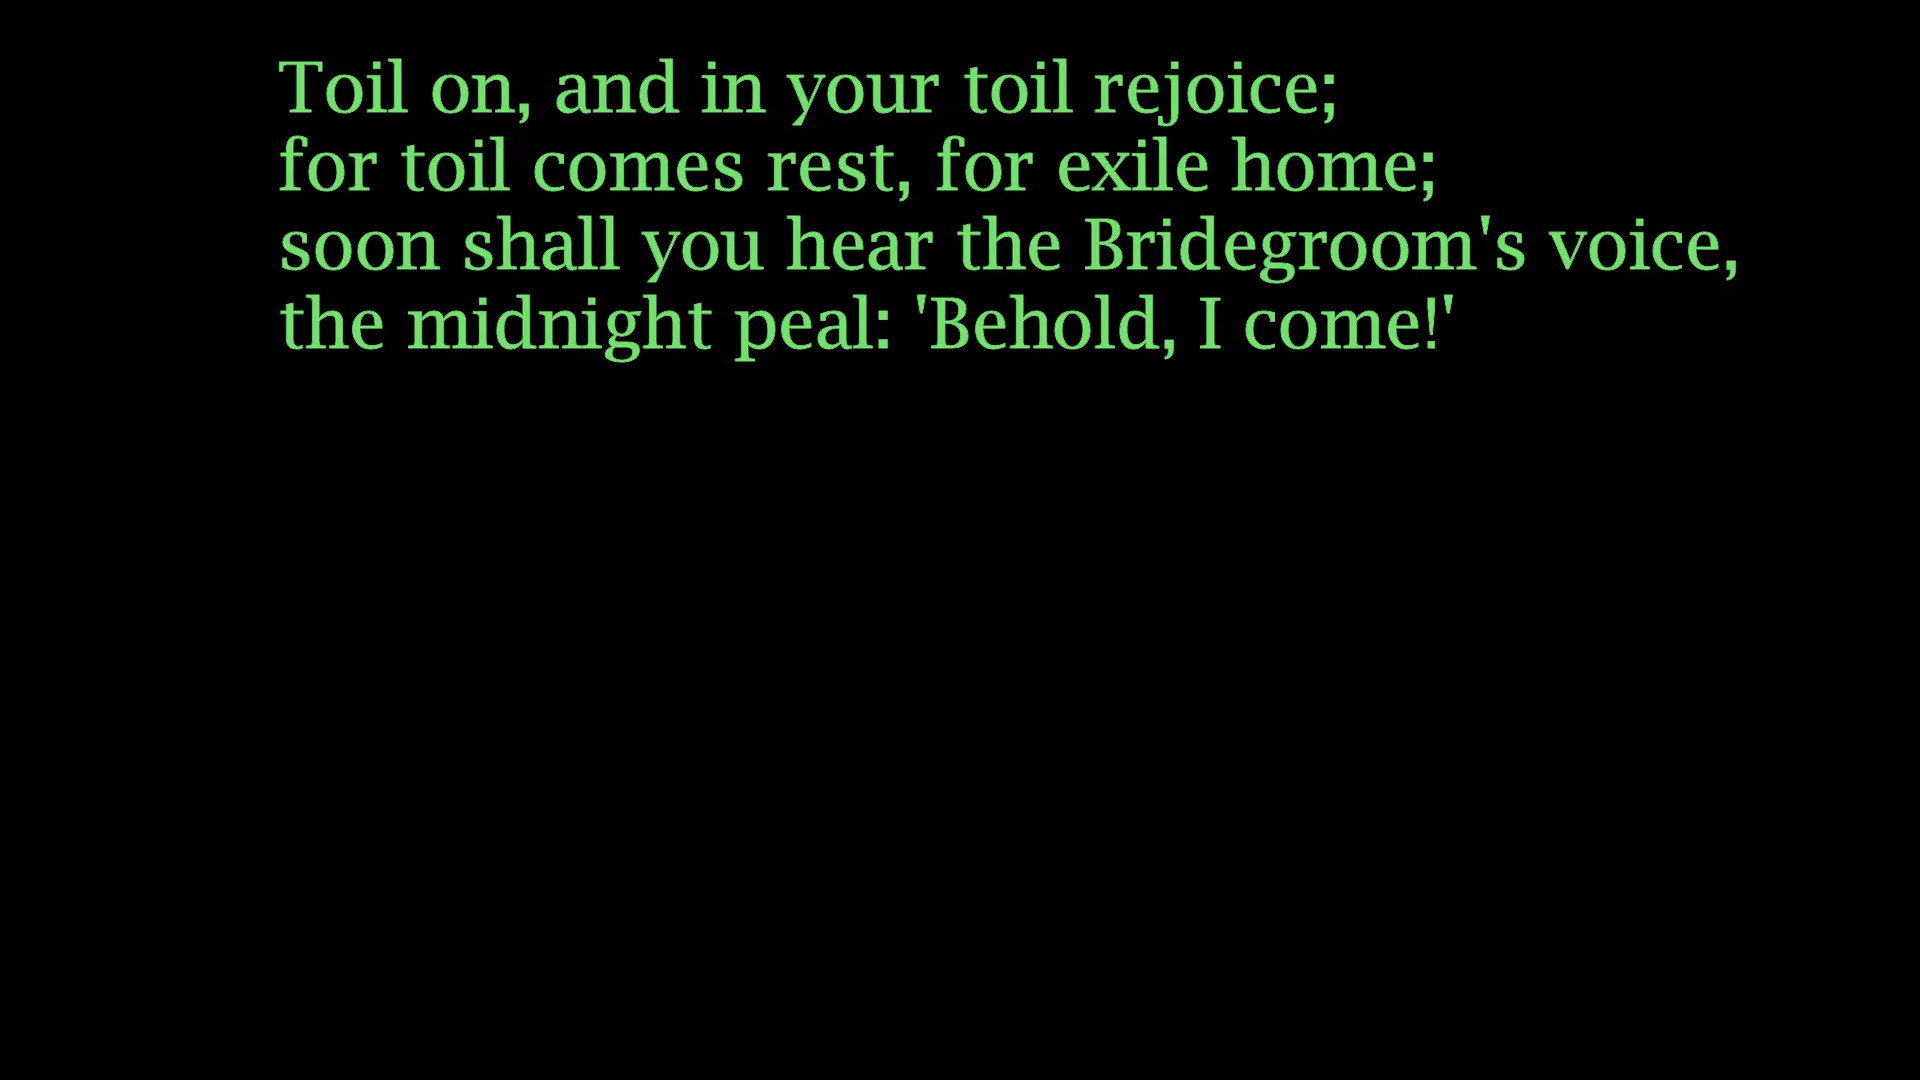 Toil on, and in your toil rejoice;
for toil comes rest, for exile home;
soon shall you hear the Bridegroom's voice,
the midnight peal: 'Behold, I come!'